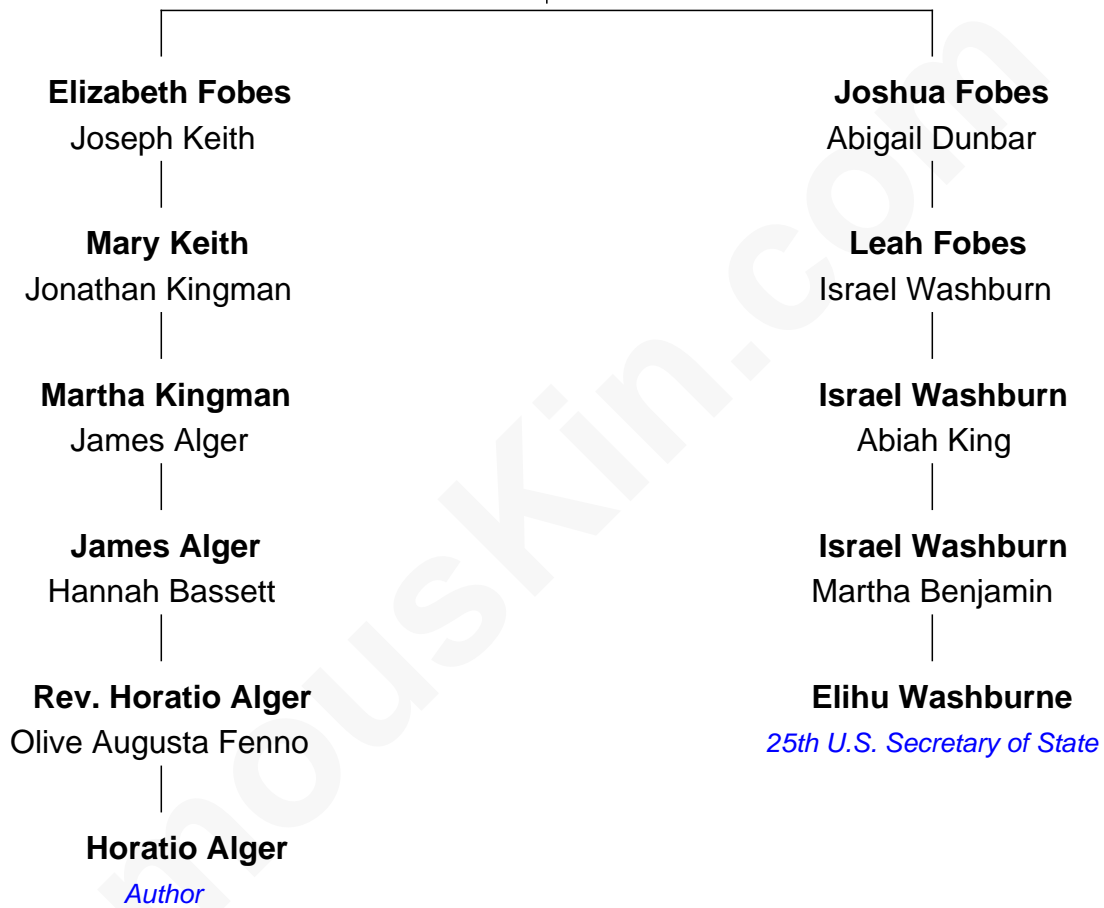 Elizabeth Fobes
Joseph Keith
Mary Keith
Jonathan Kingman
Martha Kingman
James Alger
James Alger
Hannah Bassett
Rev. Horatio Alger
Olive Augusta Fenno
Horatio Alger
Author
Joshua Fobes
Abigail Dunbar
Leah Fobes
Israel Washburn
Israel Washburn
Abiah King
Israel Washburn
Martha Benjamin
Elihu Washburne
25th U.S. Secretary of State
mousKin.com